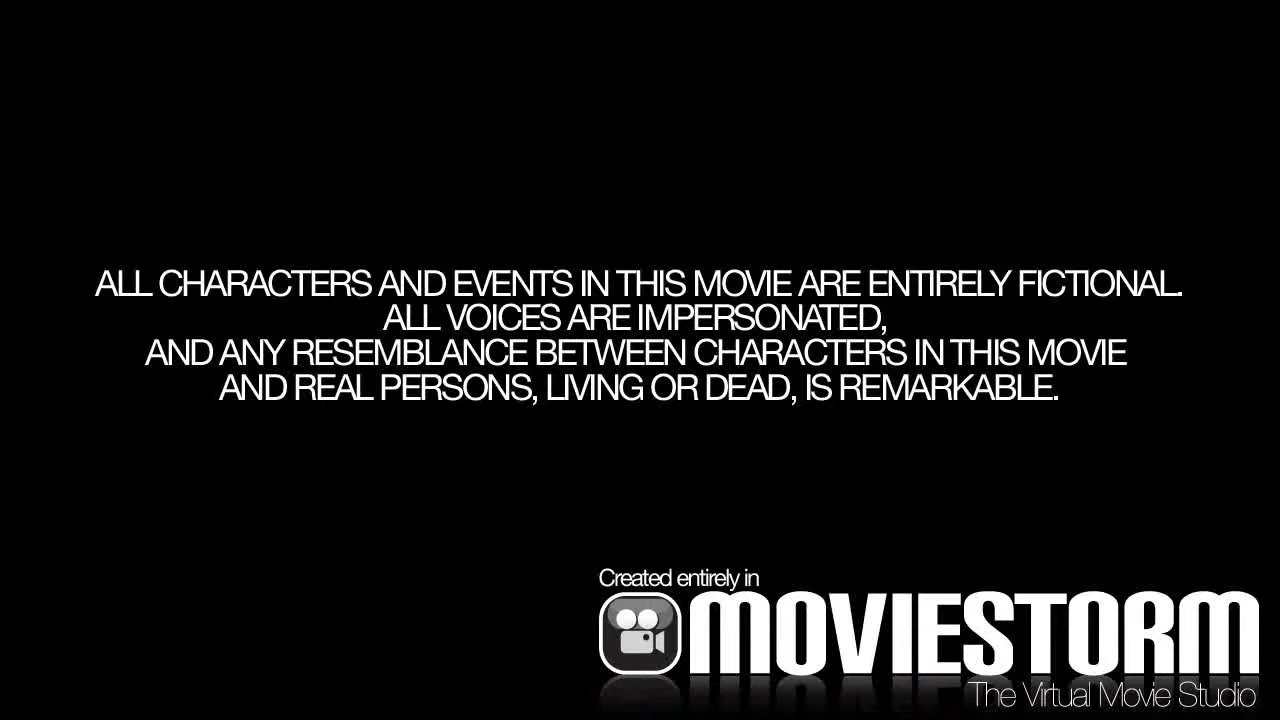 ALL CHARACTERS AND EVENTS IN THIS MOVIE ARE ENTIRELY FICTIONAL.
ALL VOICES ARE IMPERSONATED,
AND ANY RESEMBLANCE BETWEEN CHARACTERS IN THIS MOVIE
AND REAL PERSONS, LIVING OR DEAD, IS REMARKABLE.
Created entirely in
MOVIESTORM
The Virtual Movie Studio